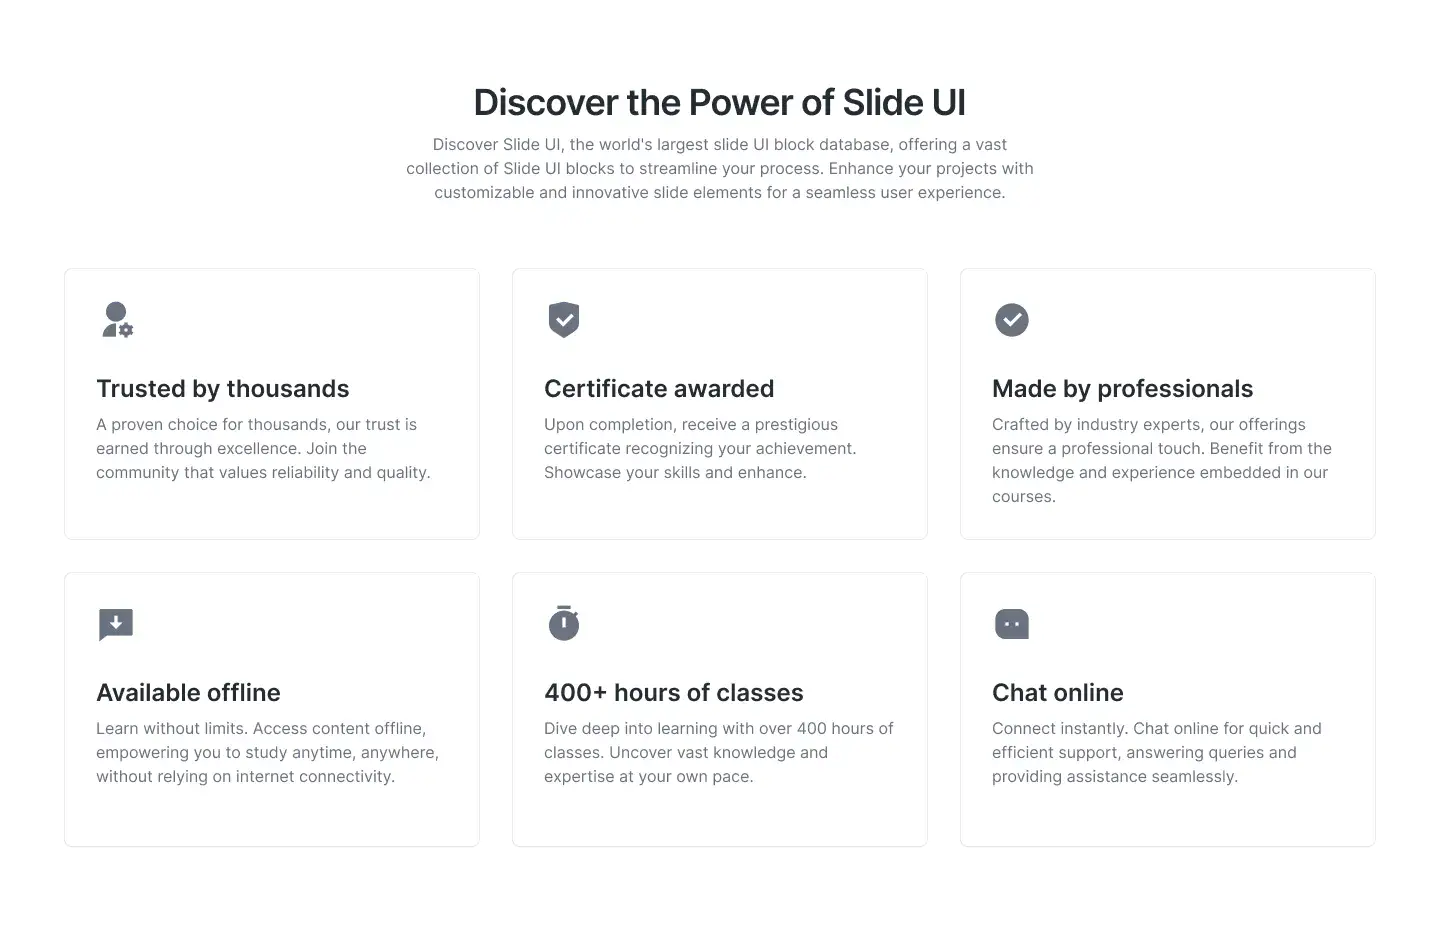 Discover the Power of Slide UI
Discover Slide UI, the world's largest slide UI block database, offering a vast
collection of Slide UI blocks to streamline your process. Enhance your projects with
customizable and innovative slide elements for a seamless user experience.
Trusted by thousands
A proven choice for thousands, our trust is
earned through excellence. Join the
community that values reliability and quality.
Certificate awarded
Upon completion, receive a prestigious
certificate recognizing your achievement.
Showcase your skills and enhance.
Made by professionals
Crafted by industry experts, our offerings
ensure a professional touch. Benefit from the
knowledge and experience embedded in our
courses.
Available offline
Learn without limits. Access content offline,
empowering you to study anytime, anywhere,
without relying on internet connectivity.
400+ hours of classes
Dive deep into learning with over 400 hours of
classes. Uncover vast knowledge and
expertise at your own pace.
Chat online
Connect instantly. Chat online for quick and
efficient support, answering queries and
providing assistance seamlessly.